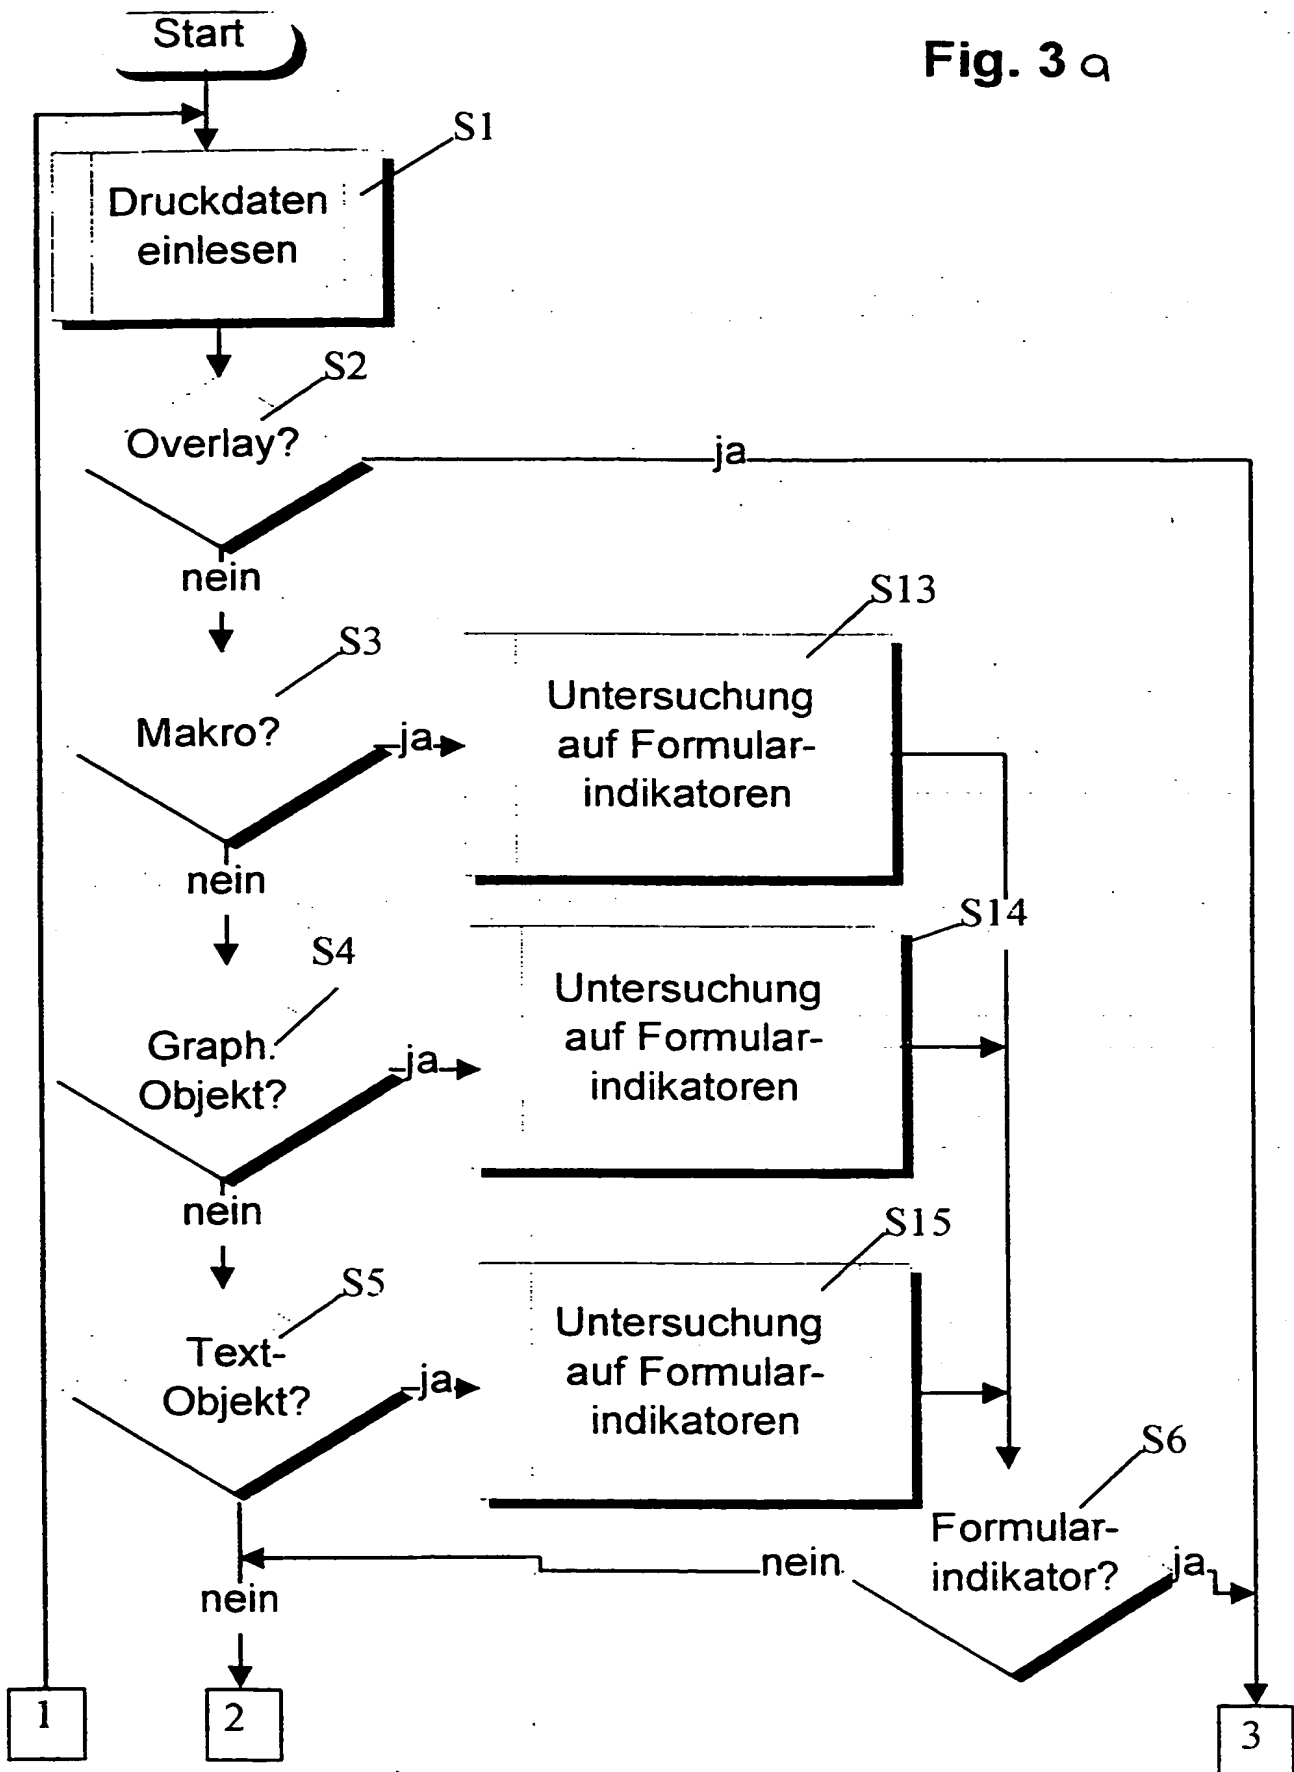 Start
Fig. 3 a
S1
Druckdaten
einlesen
S2
Overlay?
ja
nein
S13
S3
Untersuchung
auf Formular-
indikatoren
Makro?
ja
nein
S14
S4
Untersuchung
auf Formular-
indikatoren
Graph.
Objekt?
ja
nein
S15
S5
Untersuchung
auf Formular-
indikatoren
Text-
Objekt?
ja
S6
Formular-
indikator?
nein
ja
nein
1
2
3